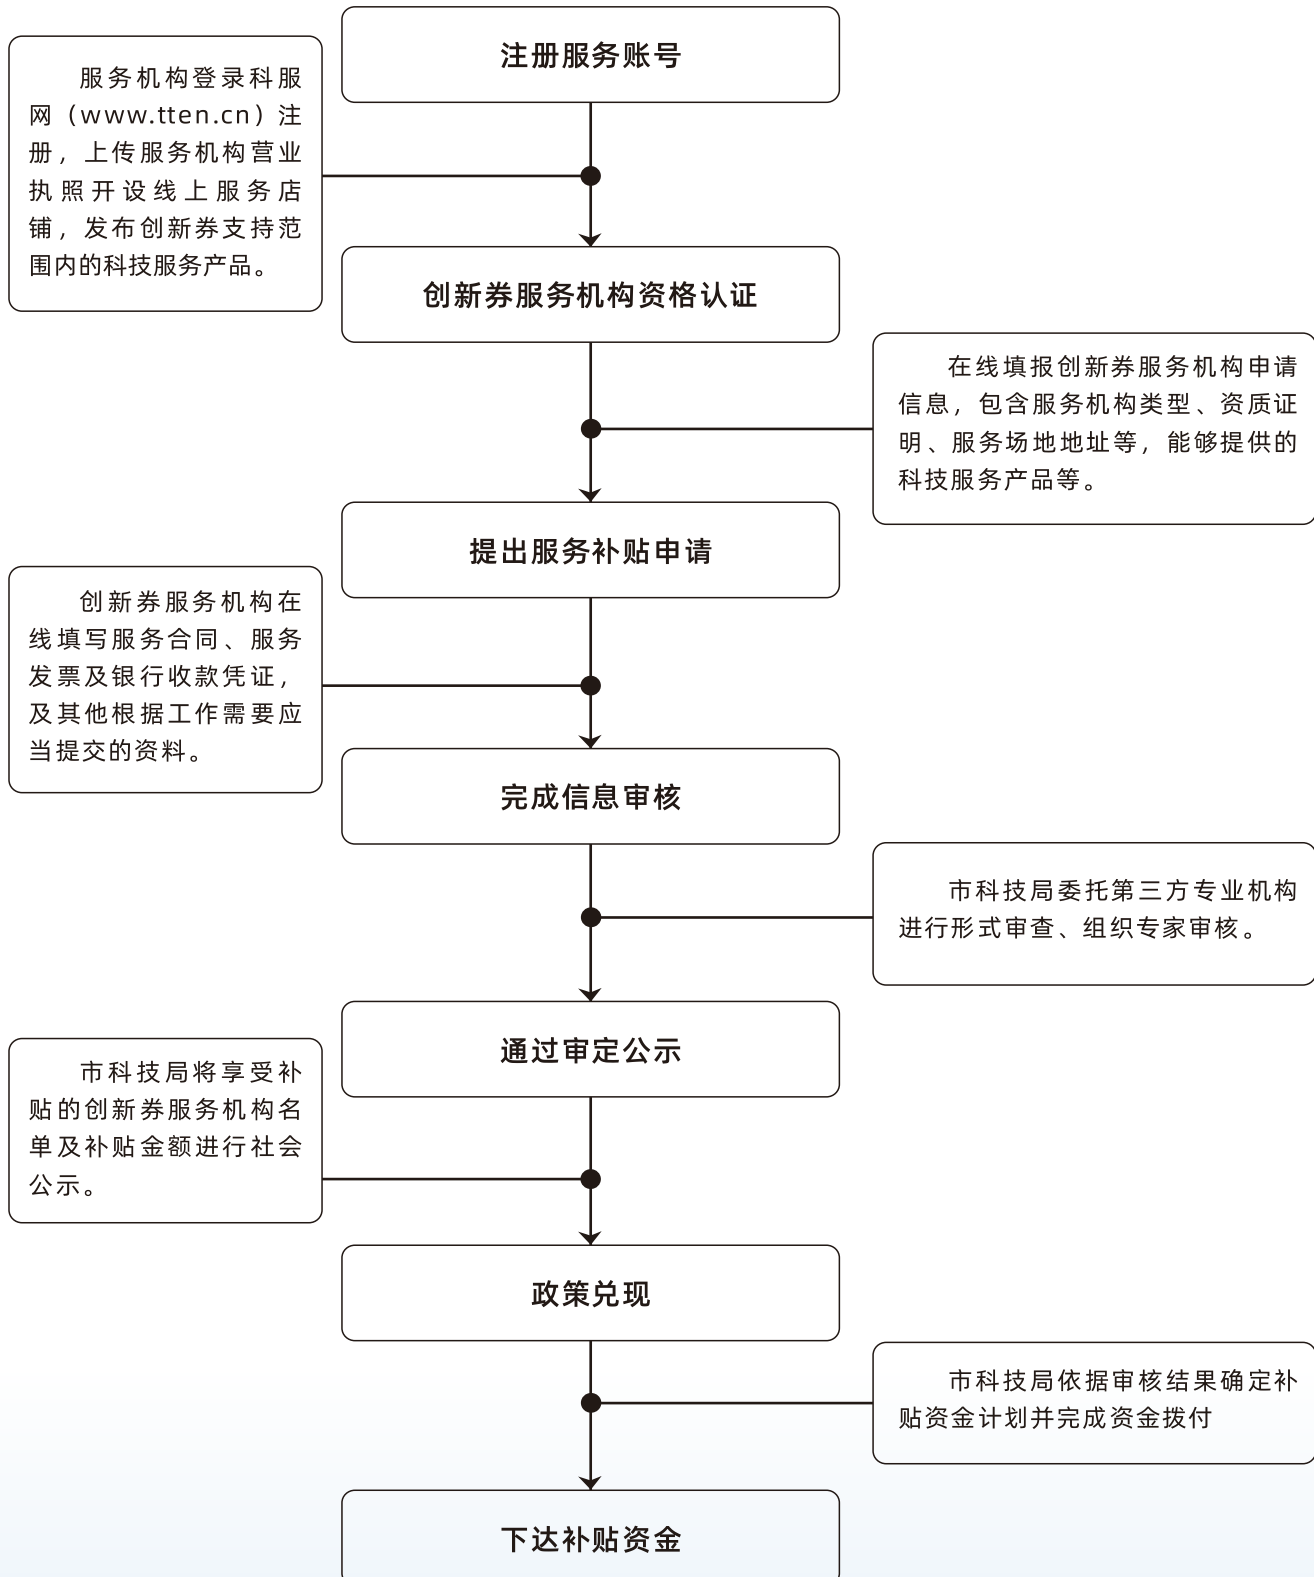 注册服务账号
服务机构登录科服
网（www.tten.cn）注
册，上传服务机构营业
执照开设线上服务店
铺，发布创新券支持范
围内的科技服务产品。
创新券服务机构资格认证
在线填报创新券服务机构申请
信息，包含服务机构类型、资质证
明、服务场地地址等，能够提供的
科技服务产品等。
提出服务补贴申请
创新券服务机构在
线填写服务合同、服务
发票及银行收款凭证，
及其他根据工作需要应
当提交的资料。
完成信息审核
市科技局委托第三方专业机构
进行形式审查、组织专家审核。
通过审定公示
市科技局将享受补
贴的创新券服务机构名
单及补贴金额进行社会
公示。
政策兑现
市科技局依据审核结果确定补
贴资金计划并完成资金拨付
下达补贴资金